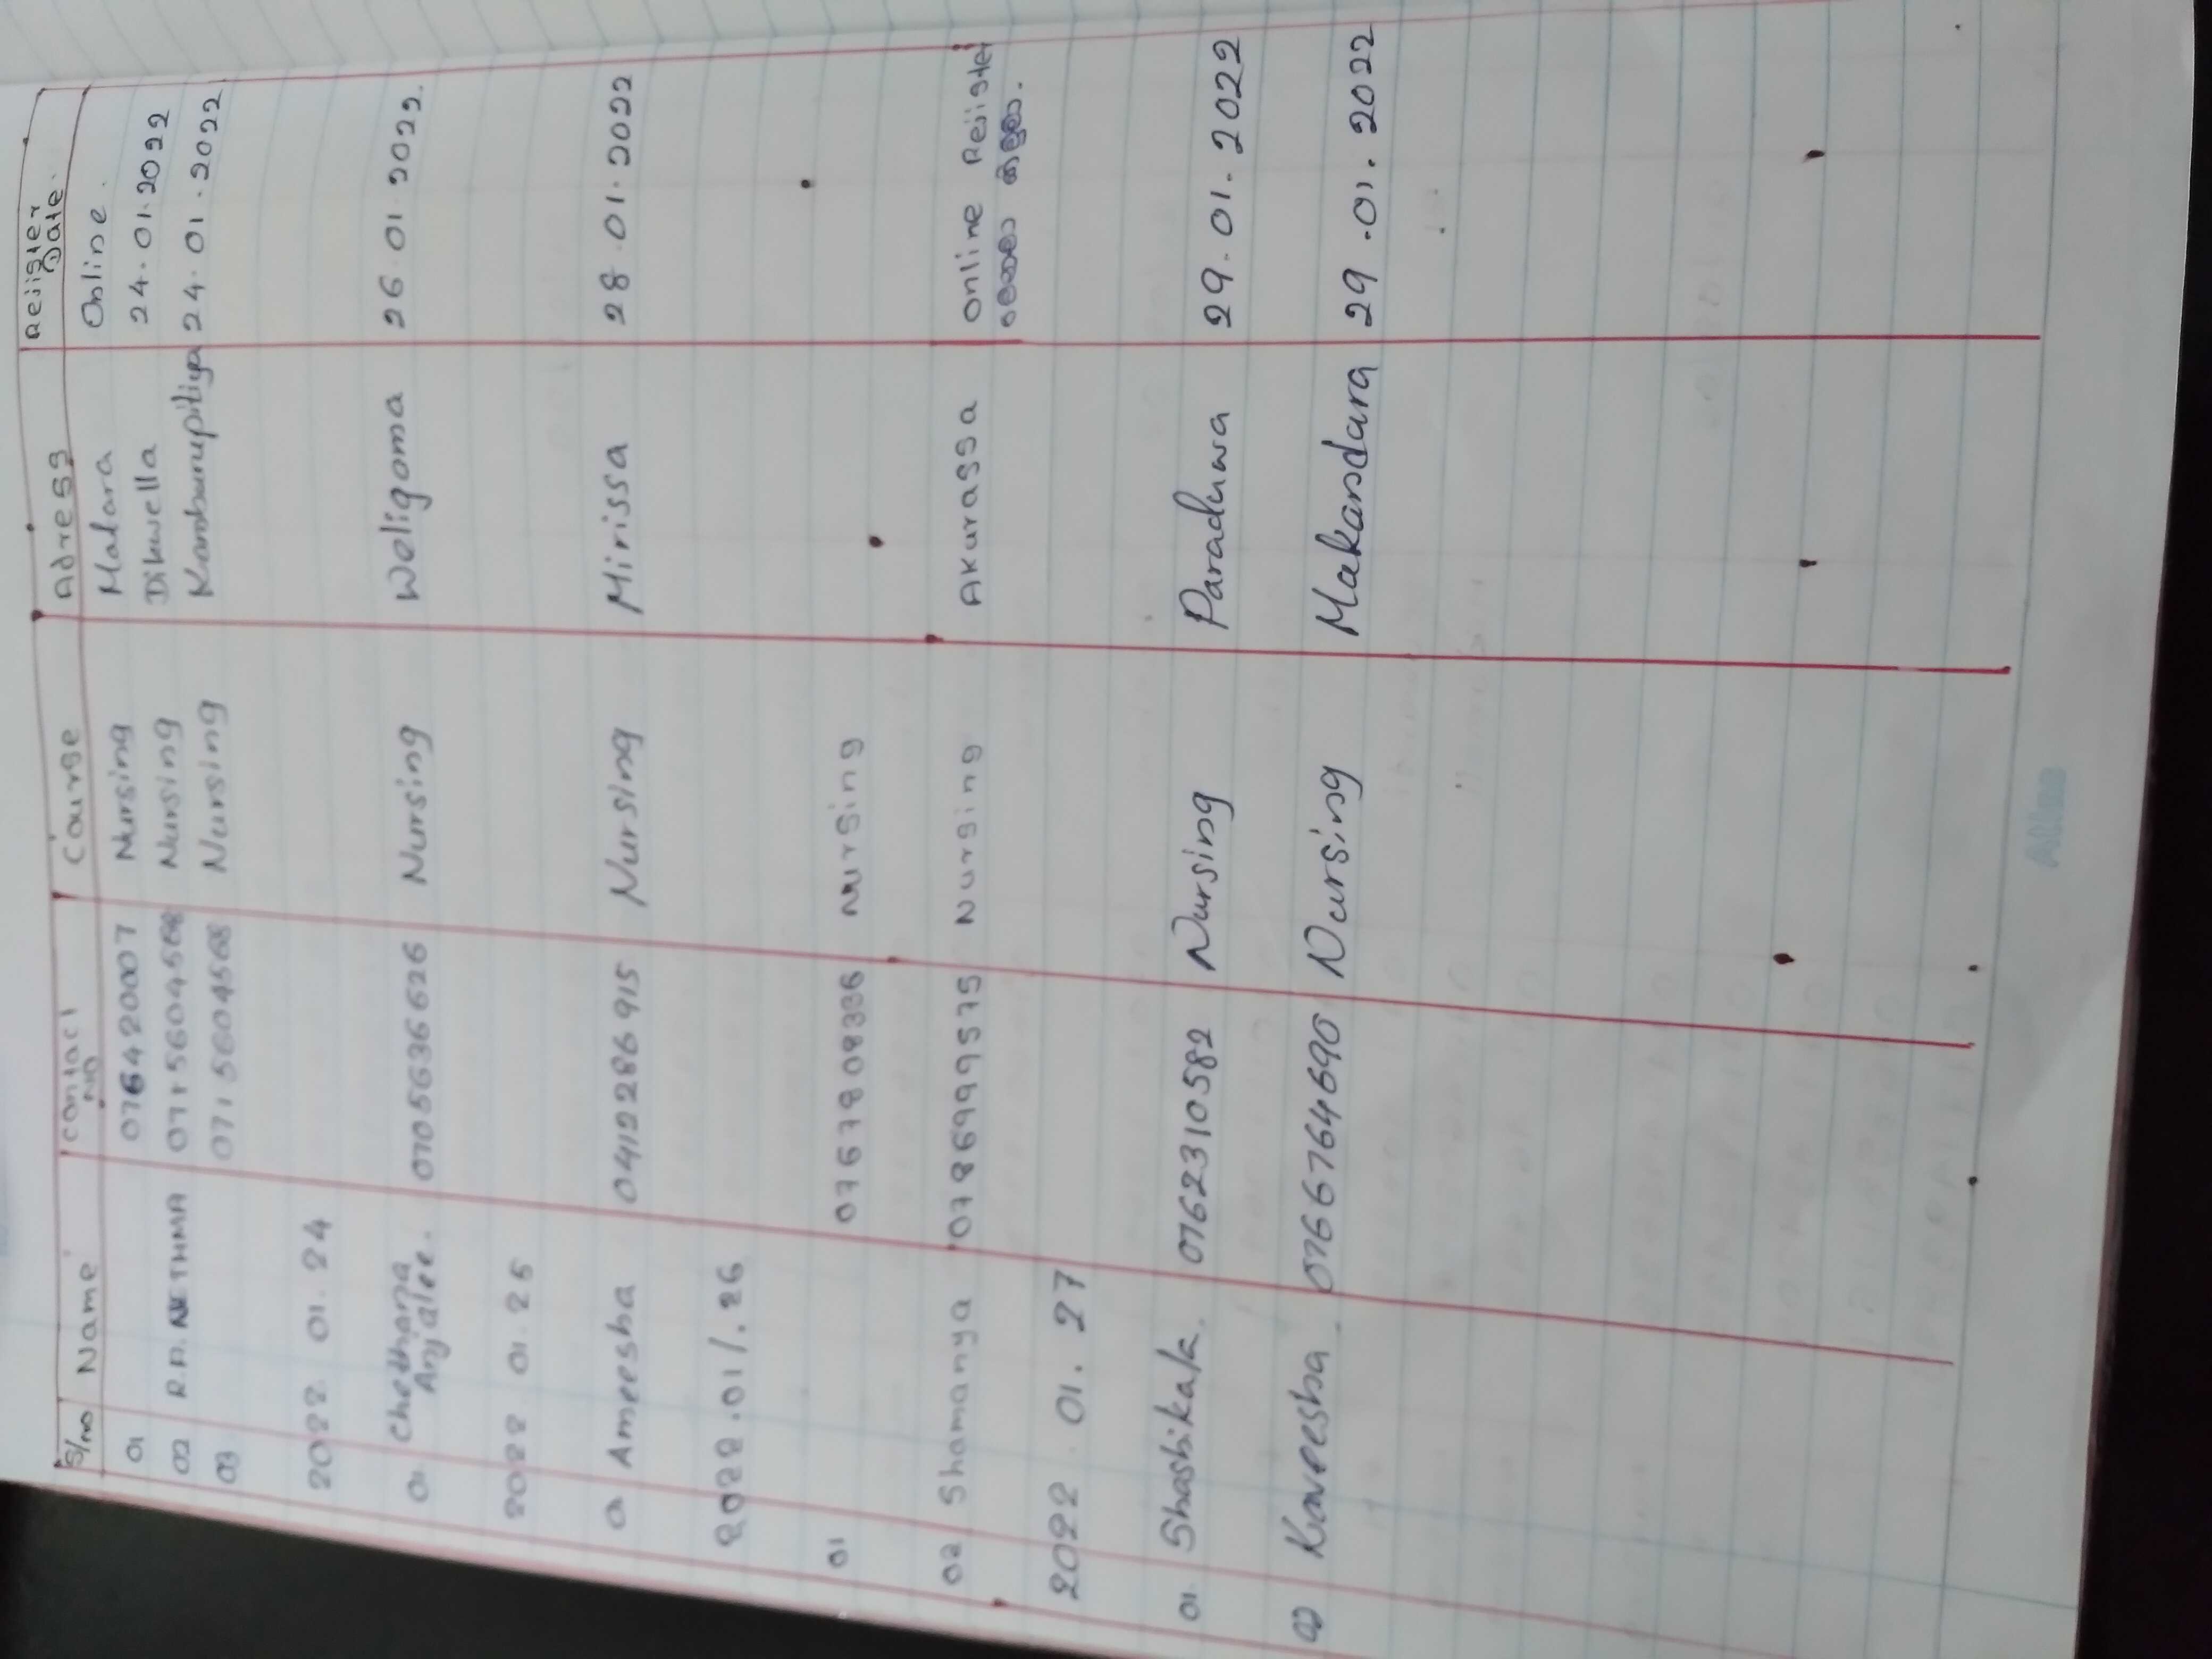 S/no Name Contact No Course Adress Rejister Date.
01 0764220007 Nursing Matara Online.
02 R.D. NETHMA 0715604568 Nursing Dikwella 24.01.2022
03 0715604568 Nursing Kamburupitiya 24.01.2022
2022.01.24
01 Chethana Anjalee. 0705636626 Nursing Weligama 26.01.2022.
2022.01.25
01 Ameesha 0412286915 Nursing Mirissa 28.01.2022
2022.01/.26
01 0767808336 Nursing
02 Shamanya 0786999575 Nursing Akurassa Online Rejister
2022.01.27
01. Shashikala. 0762310582 Nursing Paraduwa 29.01.2022
02 Kaveesha. 0766764690 Nursing Makandara 29.01.2022
Atlas